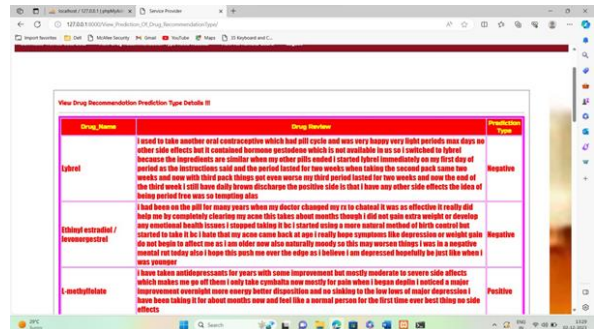 localhost / 127.0.0.1 | phpMyAd
Service Provider
127.0.0.1:8000/View_Prediction_Of_Drug_RecommendationType/
Import favorites
Dell
McAfee Security
Gmail
YouTube
Maps
View Drug Recommendation Prediction Type Details !!!
Drug_Name
Drug Review
Prediction Type
Lybrel
I used to take another oral contraceptive which had pill cycle and was very happy very light periods max days no
other side effects but it contained hormone gestodene which is not available in us so i switched to lybrel
because the ingredients are similar when my other pills ended i started lybrel immediately on my first day of
period as the instructions said and the period lasted for two weeks when taking the second pack same two
weeks and now with third pack things got even worse my third period lasted for two weeks and now the end of
the third week i still have daily brown discharge the positive side is that i have any other side effects the idea of
being period free was so tempting alas
Negative
Ethinyl estradiol /
levonorgestrel
i had been on the pill for many years when my doctor changed my rx to chateal it was as effective it really did
help me by completely clearing my acne this takes about months though i did not gain extra weight or develop
any emotional health issues i stopped taking it bc i started using a more natural method of birth control but
started to take it bc i hate that my acne came back at age i really hope symptoms like depression or weight gain
do not begin to affect me as i am older now also naturally moody so this may worsen things i was in a negative
mental rut today also i hope this push me over the edge as i believe i am depressed hopefully be just like when i
was younger
Negative
L-methylfolate
i have taken antidepressants for years with some improvement but mostly moderate to severe side affects
which makes me go off them i only take cymbalta now mostly for pain when i began deplin i noticed a major
improvement overnight more energy better disposition and no sinking to the low lows of major depression i
have been taking it for about months now and feel like a normal person for the first time ever best thing no side
effects
Positive
29°C
Search
ENG
IN
13:29